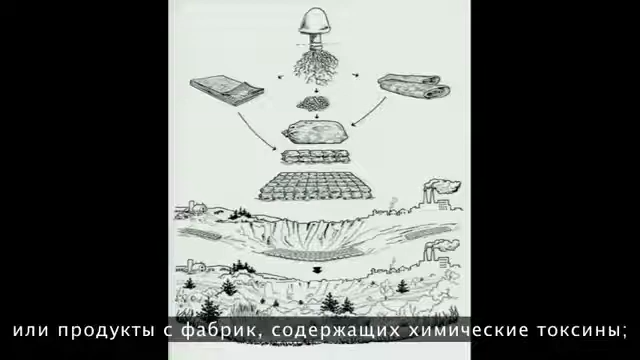 или продукты с фабрик, содержащих химические токсины;